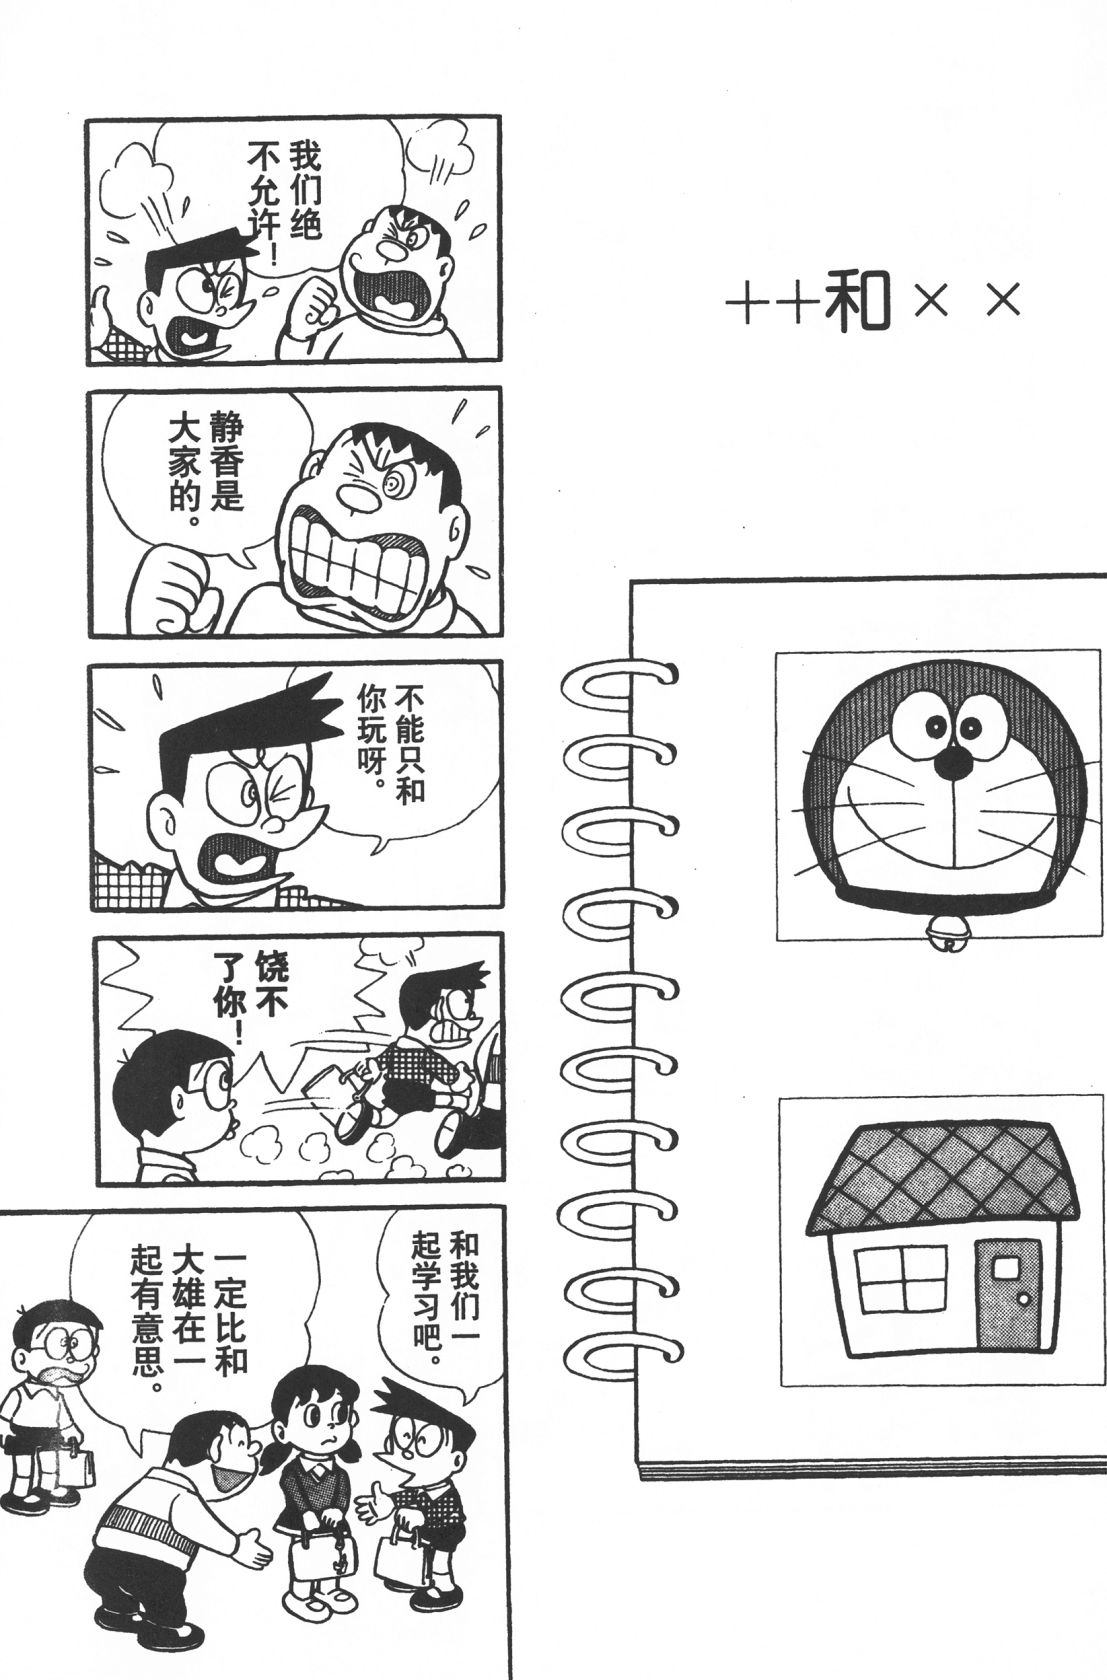 ++和× ×
我们绝
不允许！
静香是
大家的。
不能只和
你玩呀。
饶不
了你！
和我们一
起学习吧。
一定比和
大雄在一
起有意思。